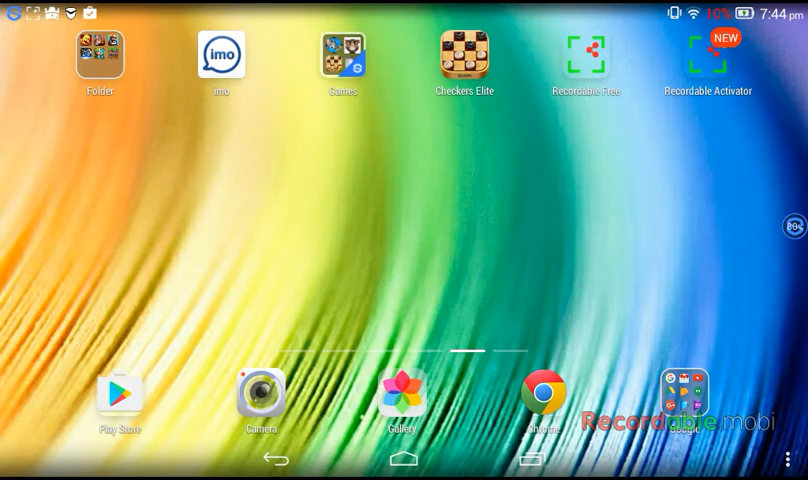 10% 7:44 pm
NEW
imo
Folder
imo
Games
Checkers Elite
Recordable Free
Recordable Activator
80%
Play Store
Camera
Gallery
Chrome
Google
Recordable.mobi